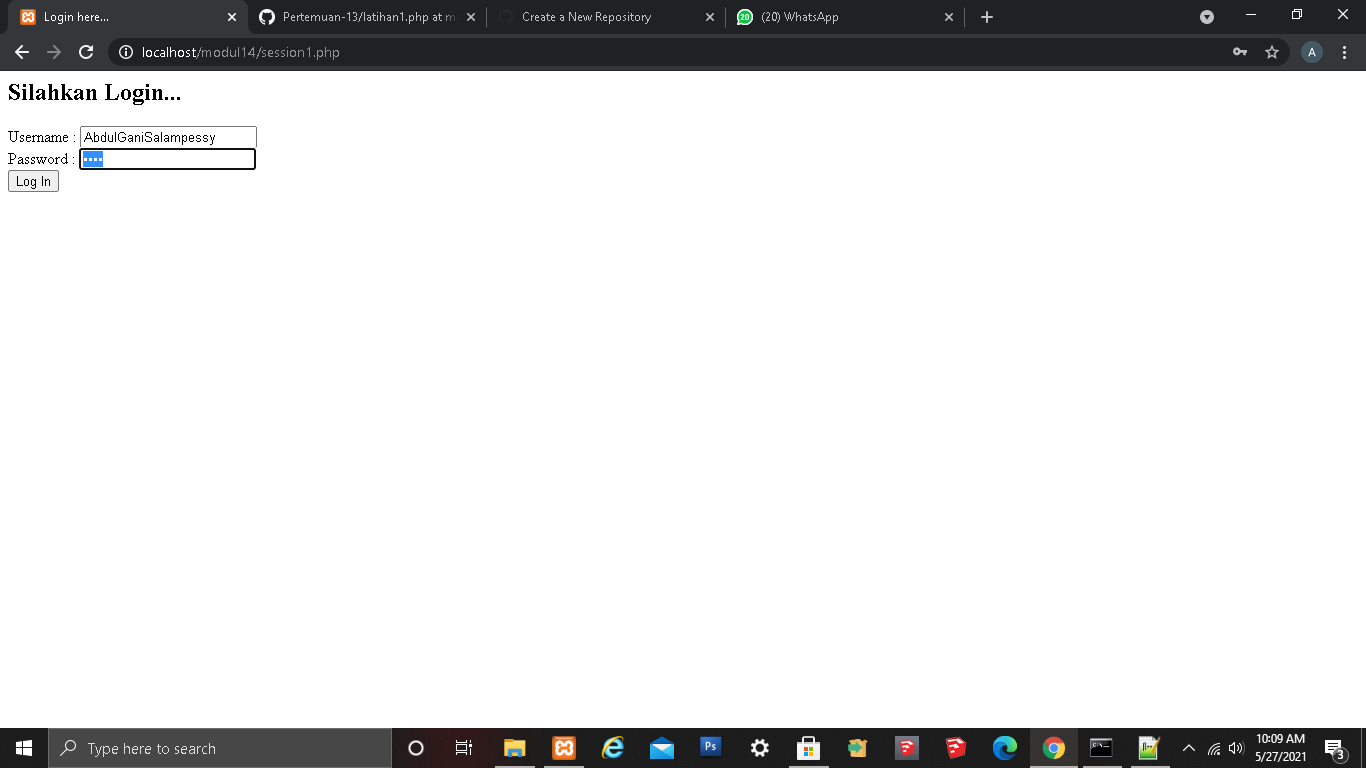 Login here...
Pertemuan-13/latihan1.php at m
Create a New Repository
20
(20) WhatsApp
localhost/modul14/session1.php
A
Silahkan Login...
Username : AbdulGaniSalampessy
Password : ••••
Log In
Type here to search
Ps
10:09 AM
5/27/2021
3